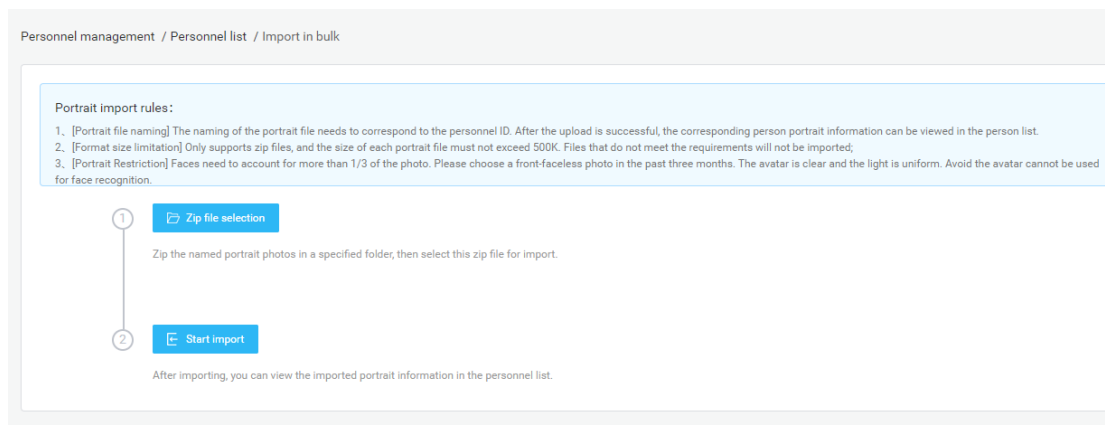 Personnel management / Personnel list / Import in bulk
Portrait import rules：
1、[Portrait file naming] The naming of the portrait file needs to correspond to the personnel ID. After the upload is successful, the corresponding person portrait information can be viewed in the person list.
2、[Format size limitation] Only supports zip files, and the size of each portrait file must not exceed 500K. Files that do not meet the requirements will not be imported;
3、[Portrait Restriction] Faces need to account for more than 1/3 of the photo. Please choose a front-faceless photo in the past three months. The avatar is clear and the light is uniform. Avoid the avatar cannot be used
for face recognition.
1 Zip file selection
Zip the named portrait photos in a specified folder, then select this zip file for import.
2 Start import
After importing, you can view the imported portrait information in the personnel list.